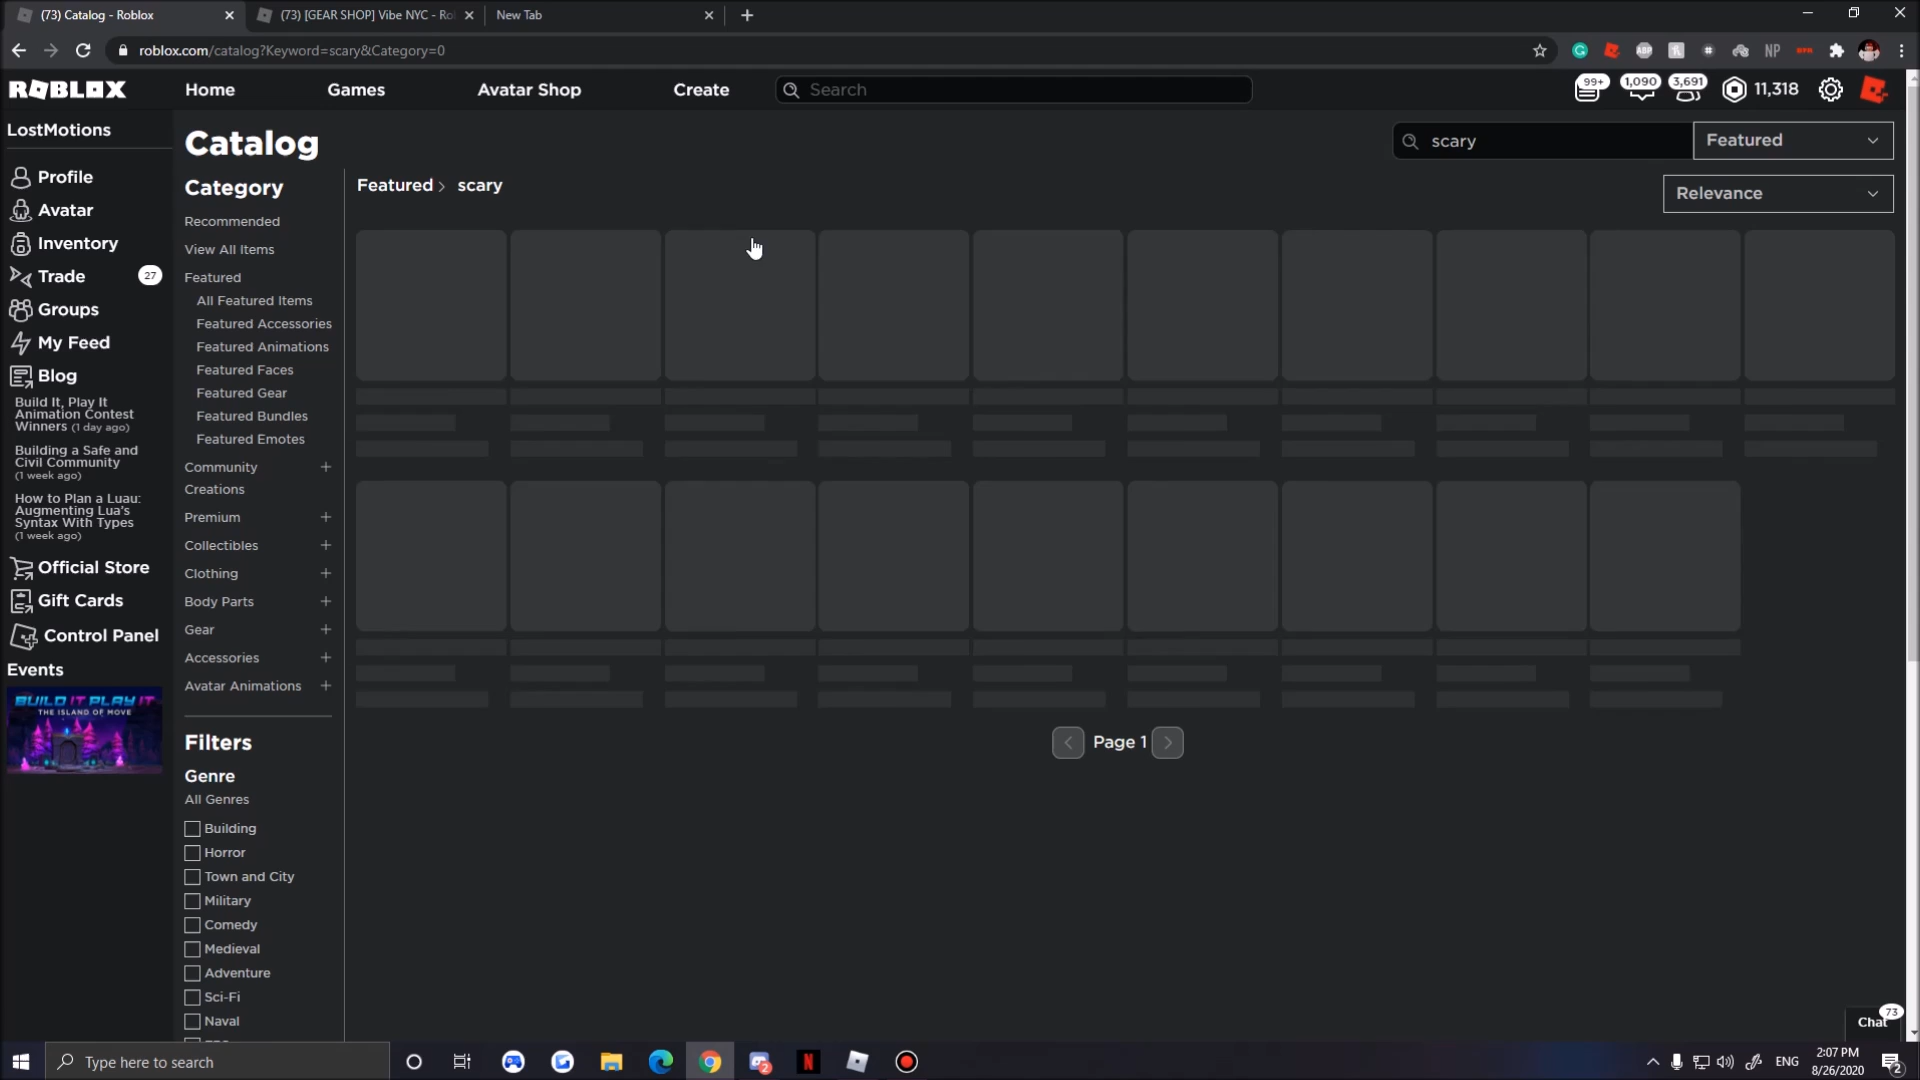 (73) Catalog - Roblox
(73) [GEAR SHOP] Vibe NYC - Ro
New Tab
roblox.com/catalog?Keyword=scary&Category=0
ROBLOX
Home
Games
Avatar Shop
Create
Search
99+
1,090
3,691
11,318
LostMotions
Profile
Avatar
Inventory
Trade
27
Groups
My Feed
Blog
Build It, Play It
Animation Contest
Winners (1 day ago)
Building a Safe and
Civil Community
(1 week ago)
How to Plan a Luau:
Augmenting Lua's
Syntax With Types
(1 week ago)
Official Store
Gift Cards
Control Panel
Events
BUILD IT PLAY IT
THE ISLAND OF MOVE
Catalog
scary
Featured
Category
Featured > scary
Relevance
Recommended
View All Items
Featured
All Featured Items
Featured Accessories
Featured Animations
Featured Faces
Featured Gear
Featured Bundles
Featured Emotes
Community +
Creations
Premium +
Collectibles +
Clothing +
Body Parts +
Gear +
Accessories +
Avatar Animations +
Filters
Genre
All Genres
Building
Horror
Town and City
Military
Comedy
Medieval
Adventure
Sci-Fi
Naval
Page 1
Chat
73
Type here to search
ENG
2:07 PM
8/26/2020
2